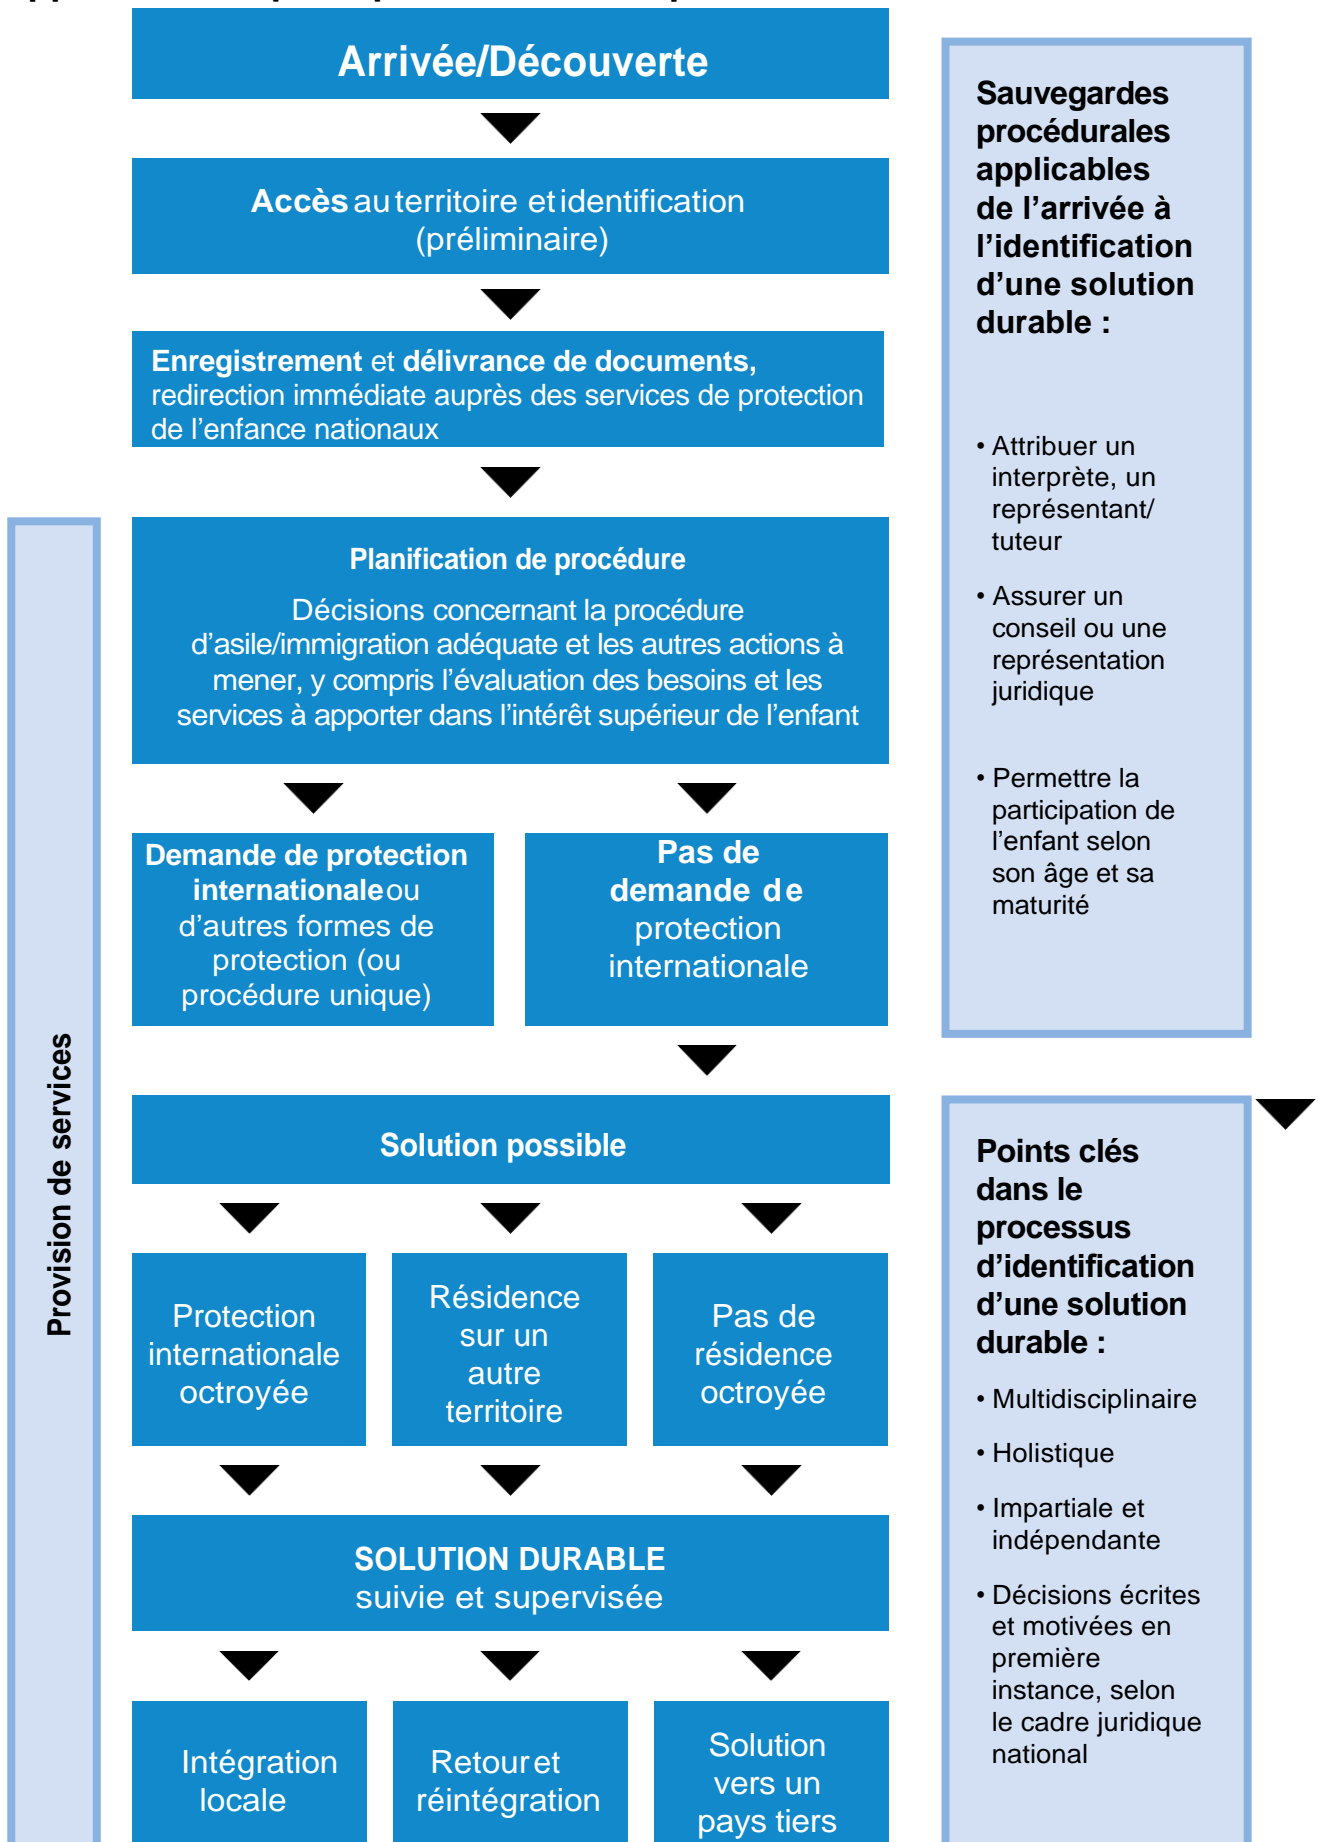 Arrivée/Découverte
Accès au territoire et identification
(préliminaire)
Enregistrement et délivrance de documents,
redirection immédiate auprès des services de protection
de l’enfance nationaux
Planification de procédure
Décisions concernant la procédure
d’asile/immigration adéquate et les autres actions à
mener, y compris l’évaluation des besoins et les
services à apporter dans l’intérêt supérieur de l’enfant
Demande de protection
internationale ou
d’autres formes de
protection (ou
procédure unique)
Pas de
demande de
protection
internationale
Solution possible
Protection
internationale
octroyée
Résidence
sur un
autre
territoire
Pas de
résidence
octroyée
SOLUTION DURABLE
suivie et supervisée
Intégration
locale
Retour et
réintégration
Solution
vers un
pays tiers
Provision de services
Sauvegardes
procédurales
applicables
de l’arrivée à
l’identification
d’une solution
durable :
• Attribuer un
interprète, un
représentant/
tuteur
• Assurer un
conseil ou une
représentation
juridique
• Permettre la
participation de
l’enfant selon
son âge et sa
maturité
Points clés
dans le
processus
d’identification
d’une solution
durable :
• Multidisciplinaire
• Holistique
• Impartiale et
indépendante
• Décisions écrites
et motivées en
première
instance, selon
le cadre juridique
national